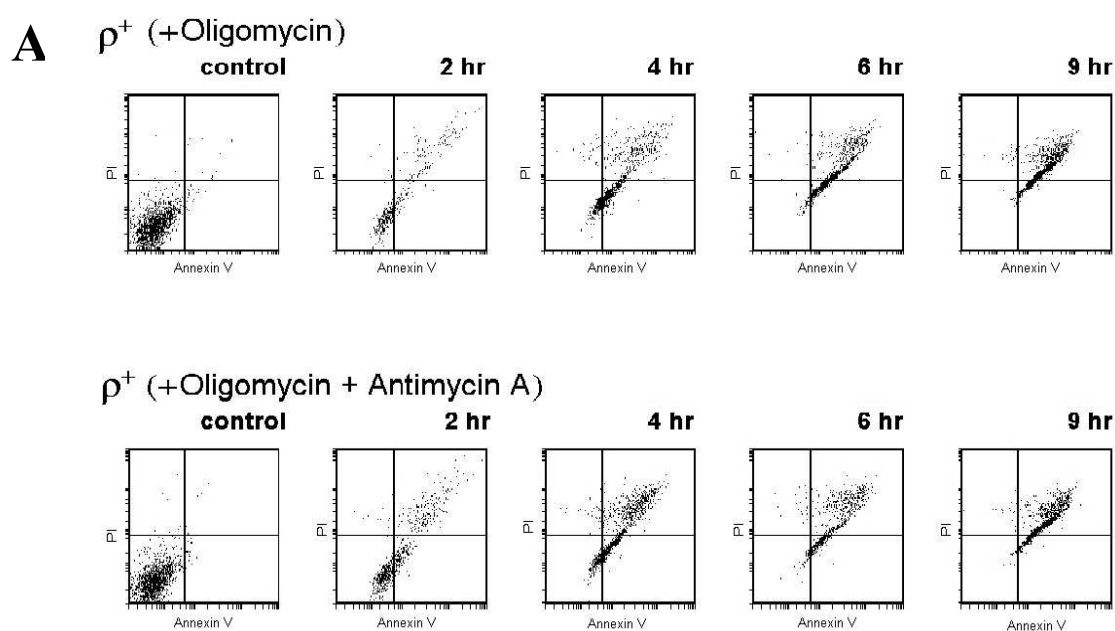 A
ρ⁺ (+Oligomycin)
control 2 hr 4 hr 6 hr 9 hr
PI PI PI PI PI
Annexin V Annexin V Annexin V Annexin V Annexin V
ρ⁺ (+Oligomycin + Antimycin A)
control 2 hr 4 hr 6 hr 9 hr
PI PI PI PI PI
Annexin V Annexin V Annexin V Annexin V Annexin V